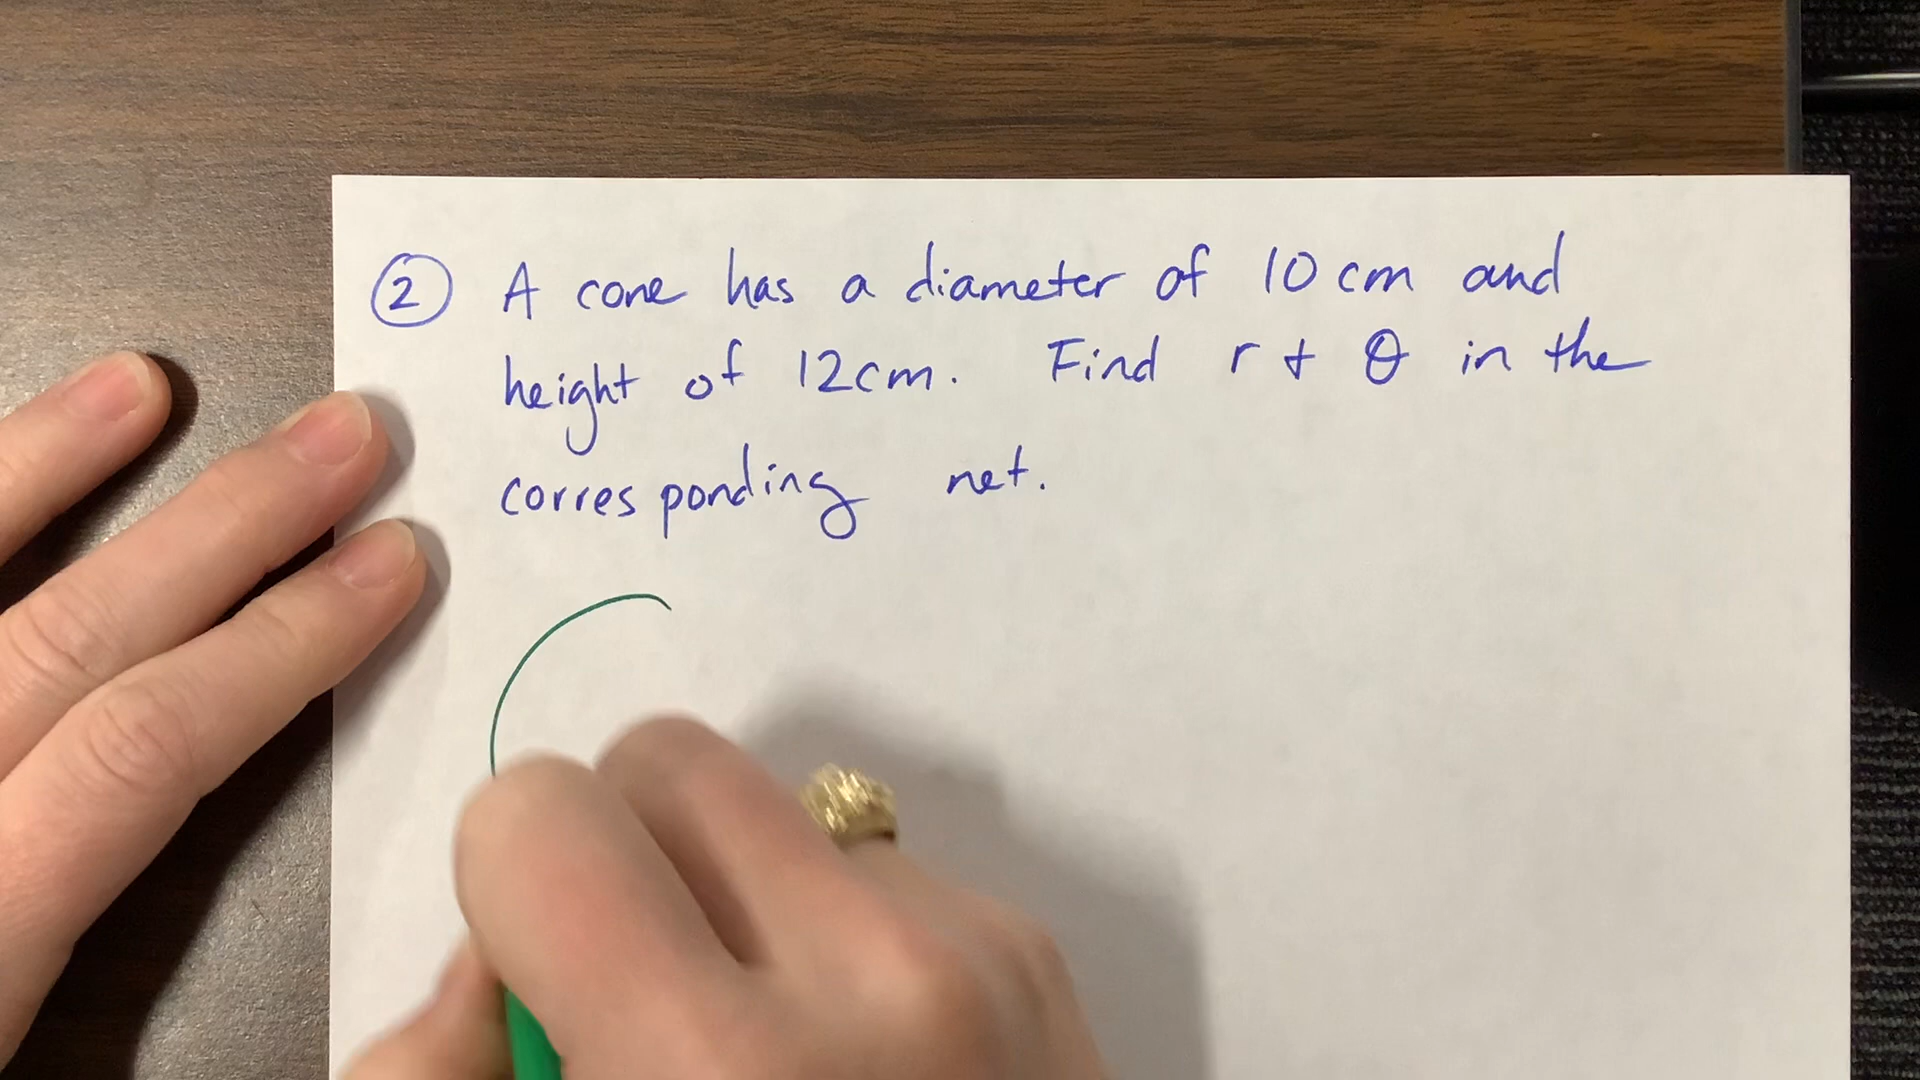 ② A cone has a diameter of 10 cm and
height of 12cm. Find r + θ in the
corresponding net.